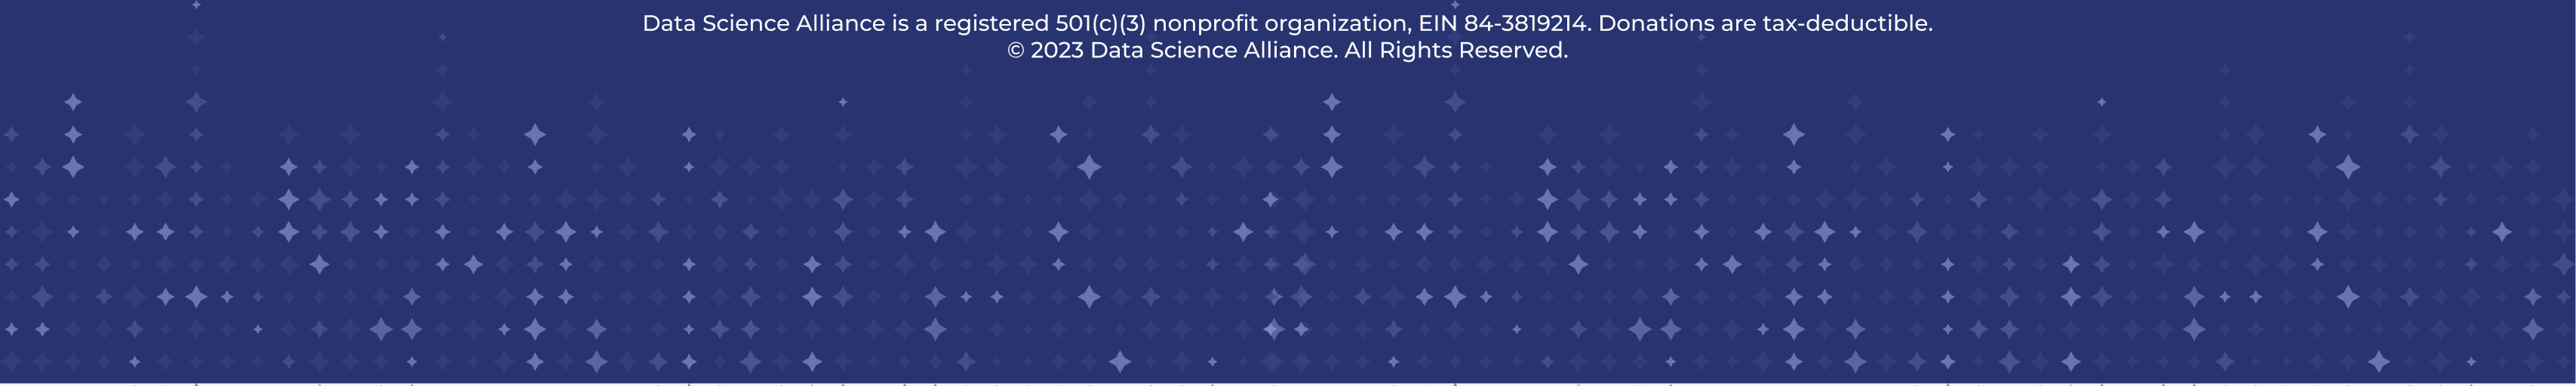 Data Science Alliance is a registered 501(c)(3) nonprofit organization, EIN 84-3819214. Donations are tax-deductible.
© 2023 Data Science Alliance. All Rights Reserved.